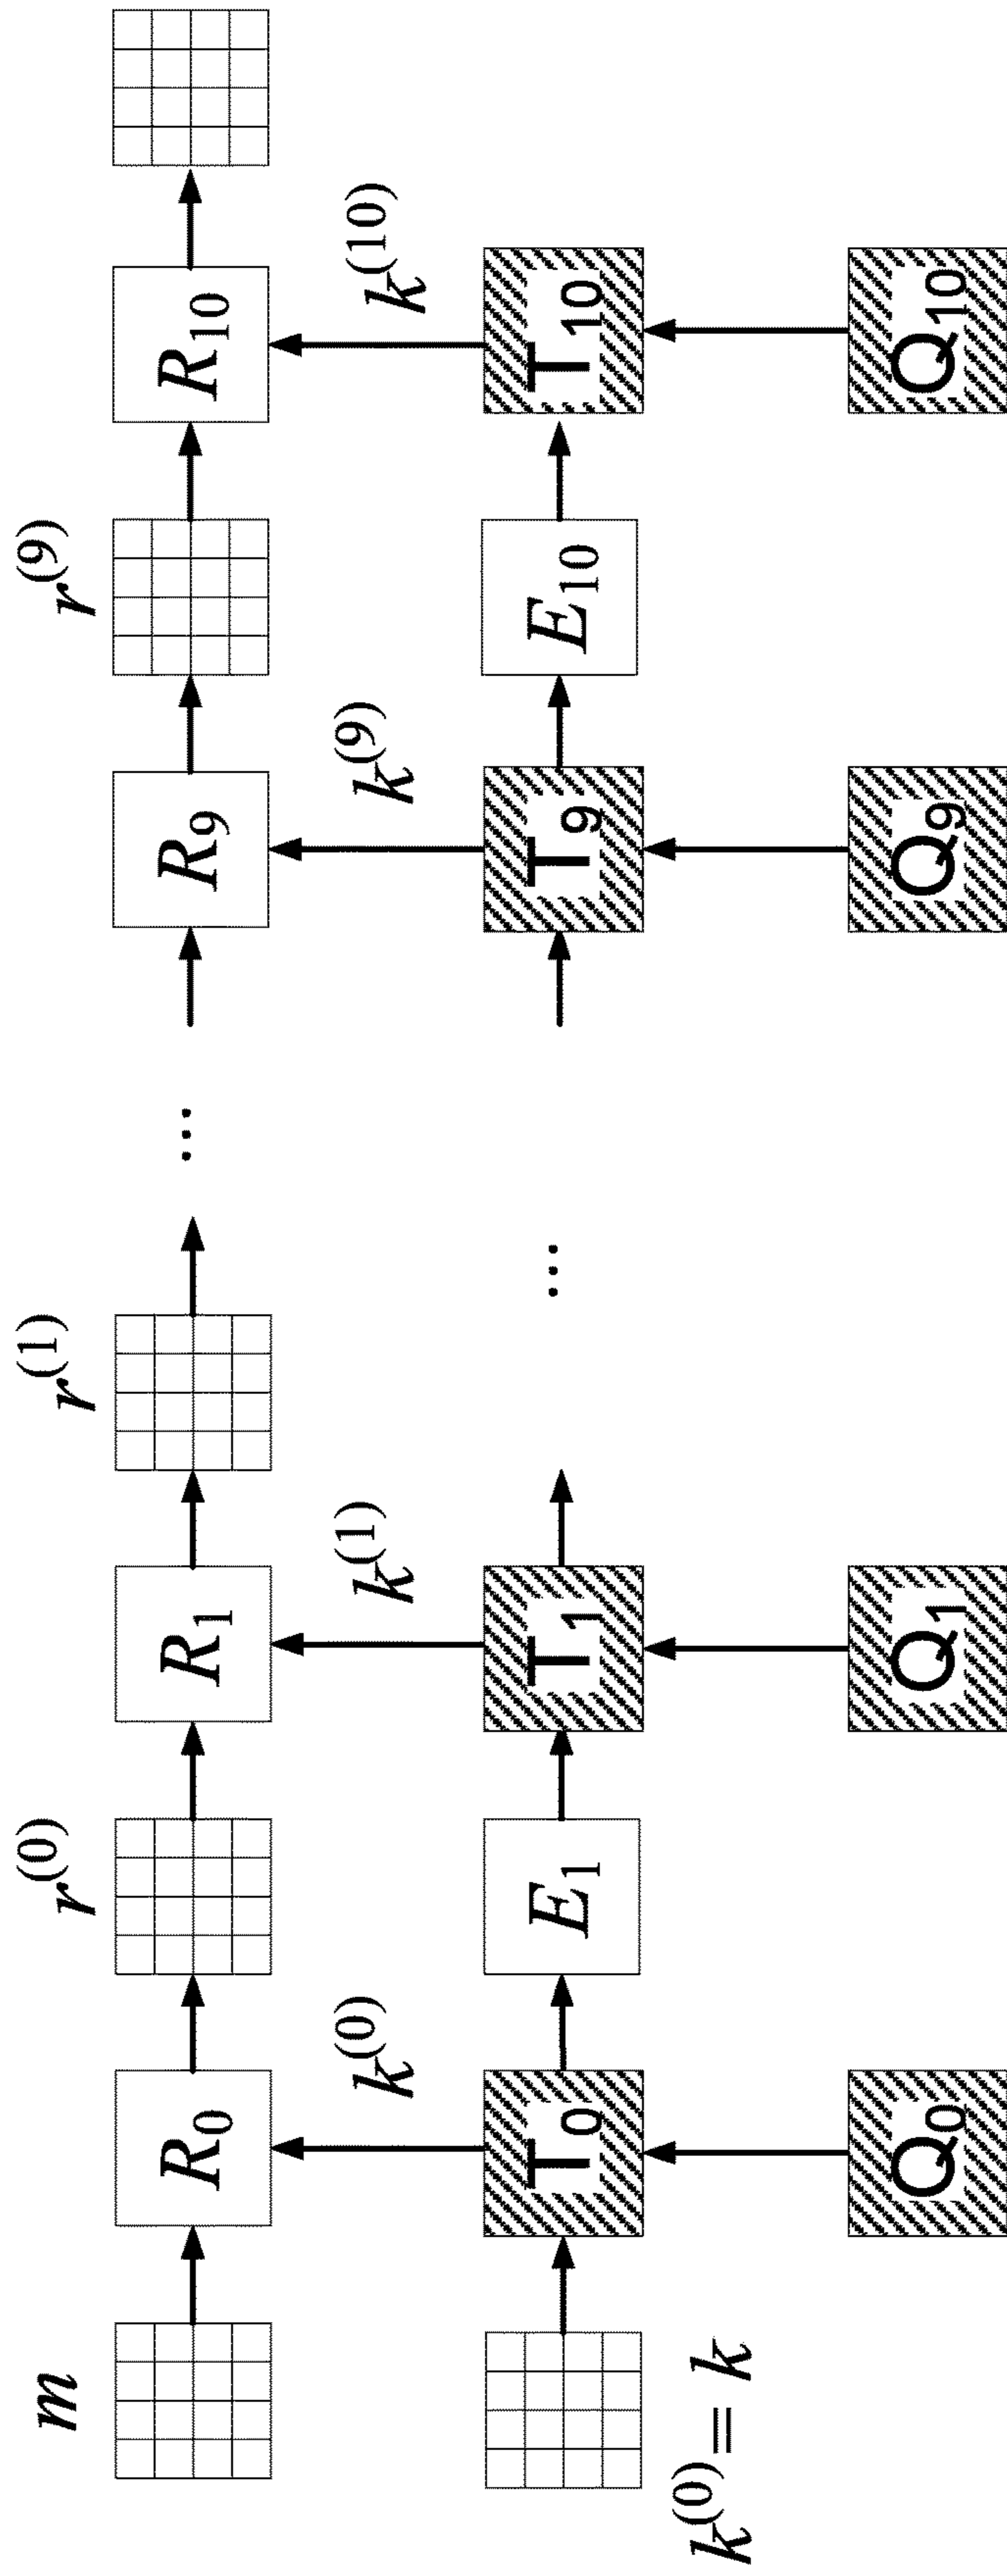 m r⁽⁰⁾ r⁽¹⁾ r⁽⁹⁾
R₀ R₁ ... R₉ R₁₀
k⁽⁰⁾ k⁽¹⁾ k⁽⁹⁾ k⁽¹⁰⁾
T₀ E₁ T₁ ... T₉ E₁₀ T₁₀
k⁽⁰⁾= k
Q₀ Q₁ Q₉ Q₁₀